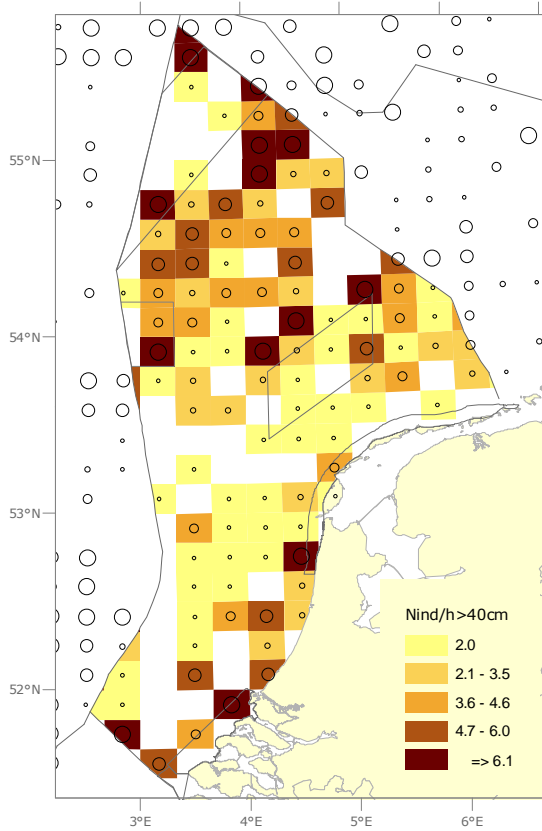 55°N
54°N
53°N
52°N
Nind/h>40cm
2.0
2.1 - 3.5
3.6 - 4.6
4.7 - 6.0
=> 6.1
3°E
4°E
5°E
6°E